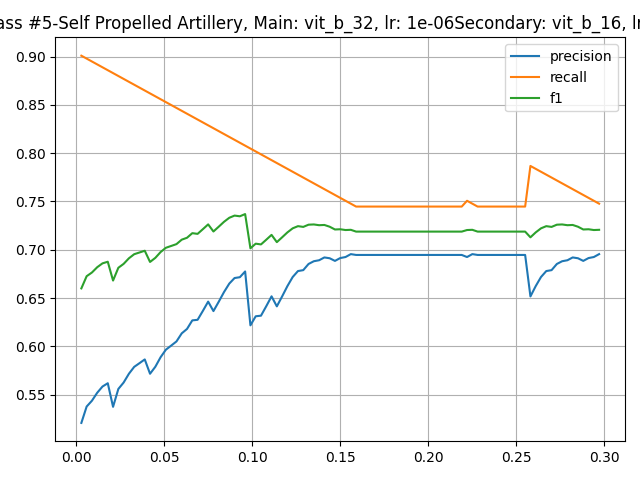 ass #5-Self Propelled Artillery, Main: vit_b_32, lr: 1e-06Secondary: vit_b_16, l
precision
recall
f1
0.90
0.85
0.80
0.75
0.70
0.65
0.60
0.55
0.00 0.05 0.10 0.15 0.20 0.25 0.30